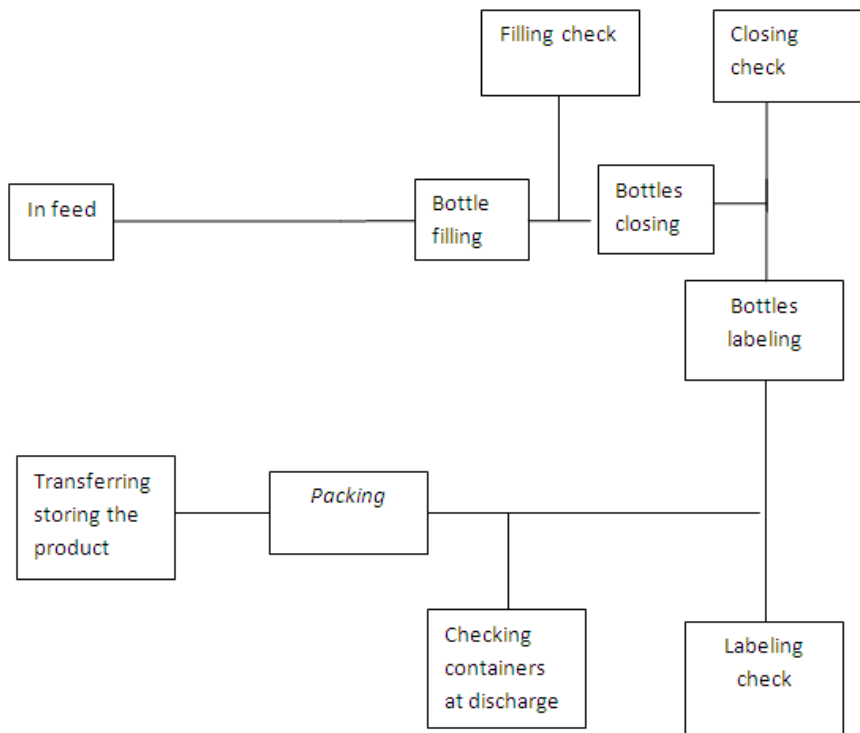 Filling check
Closing
check
In feed
Bottle
filling
Bottles
closing
Bottles
labeling
Transferring
storing the
product
Packing
Checking
containers
at discharge
Labeling
check